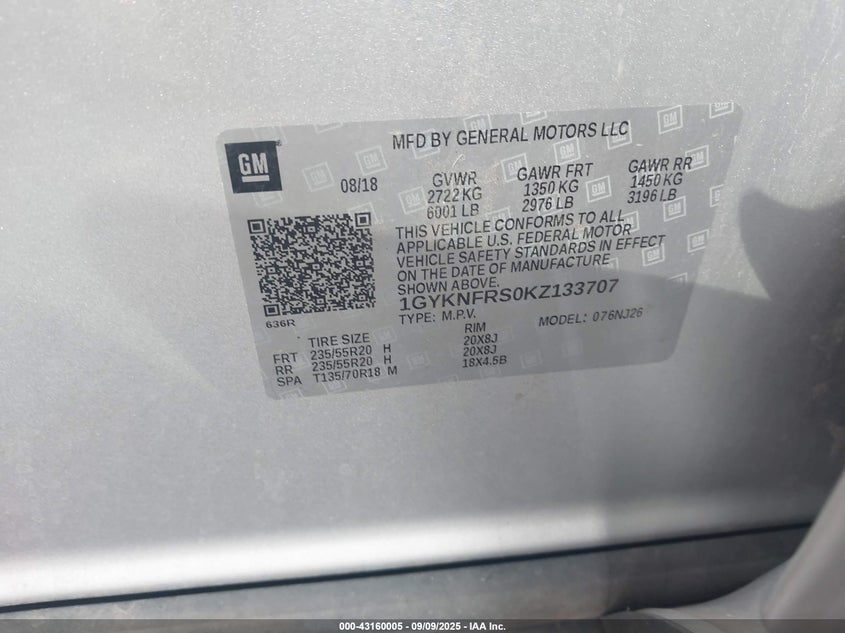 MFD BY GENERAL MOTORS LLC
GM
08/18
GVWR GAWR FRT GAWR RR
2722 KG 1350 KG 1450 KG
6001 LB 2976 LB 3196 LB
THIS VEHICLE CONFORMS TO ALL
APPLICABLE U.S. FEDERAL MOTOR
VEHICLE SAFETY STANDARDS IN EFFECT
ON THE DATE OF MANUFACTURE
SHOWN ABOVE.
1GYKNFRS0KZ133707
TYPE: M.P.V. MODEL: 076NJ26
636R
TIRE SIZE RIM
FRT 235/55R20 H 20X8J
RR 235/55R20 H 20X8J
SPA T135/70R18 M 18X4.5B
000-43160005 - 09/09/2025 - IAA Inc.